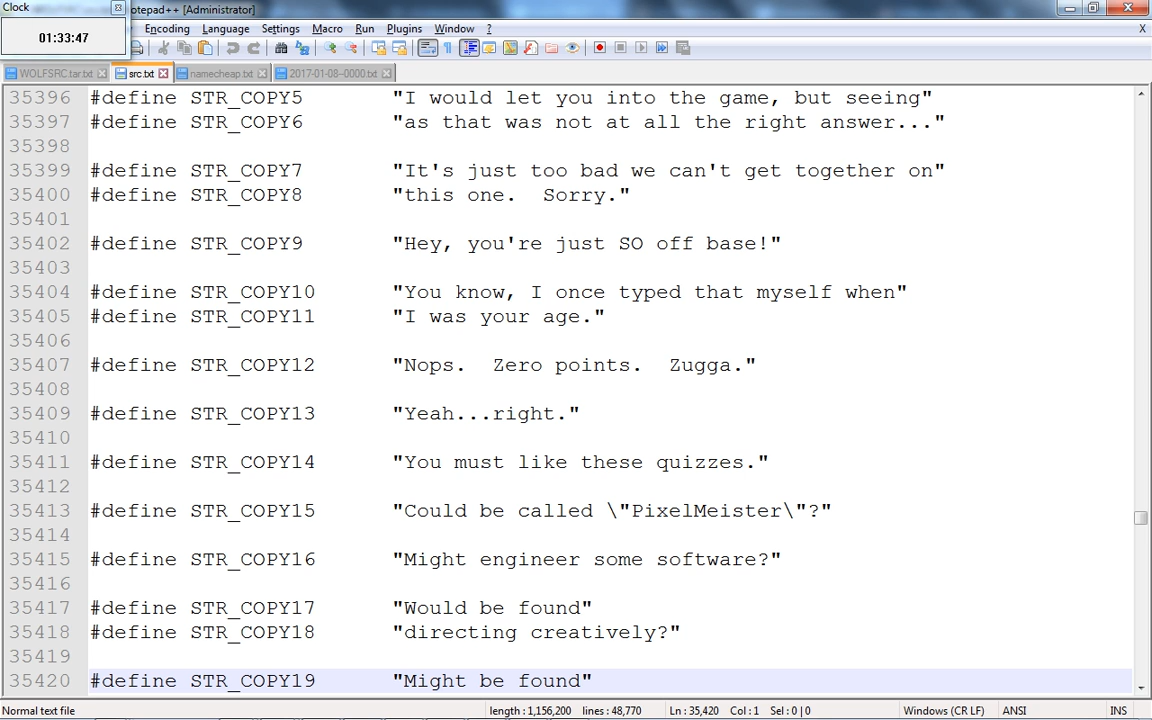 Clock
otepad++ [Administrator]
01:33:47
Encoding Language Settings Macro Run Plugins Window ?
X
WOLFSRC.tar.txt src.txt namecheap.txt 2017-01-08--0000.txt
35396 #define STR_COPY5 "I would let you into the game, but seeing"
35397 #define STR_COPY6 "as that was not at all the right answer..."
35398
35399 #define STR_COPY7 "It's just too bad we can't get together on"
35400 #define STR_COPY8 "this one.  Sorry."
35401
35402 #define STR_COPY9 "Hey, you're just SO off base!"
35403
35404 #define STR_COPY10 "You know, I once typed that myself when"
35405 #define STR_COPY11 "I was your age."
35406
35407 #define STR_COPY12 "Nops.  Zero points.  Zugga."
35408
35409 #define STR_COPY13 "Yeah...right."
35410
35411 #define STR_COPY14 "You must like these quizzes."
35412
35413 #define STR_COPY15 "Could be called \"PixelMeister\"?"
35414
35415 #define STR_COPY16 "Might engineer some software?"
35416
35417 #define STR_COPY17 "Would be found"
35418 #define STR_COPY18 "directing creatively?"
35419
35420 #define STR_COPY19 "Might be found"
Normal text file length : 1,156,200 lines : 48,770 Ln : 35,420 Col : 1 Sel : 0 | 0 Windows (CR LF) ANSI INS